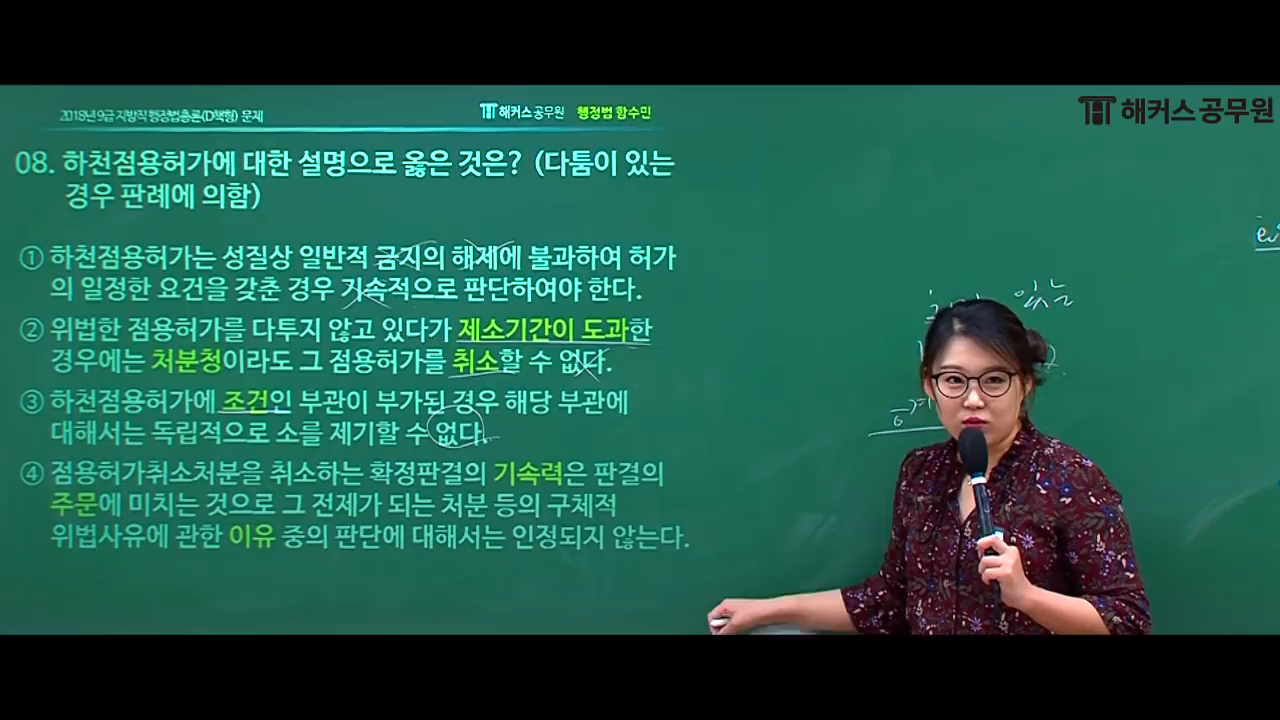 2018년 9급 지방직 행정법총론(D책형) 문제
해커스 공무원 행정법 함수민
해커스 공무원
08. 하천점용허가에 대한 설명으로 옳은 것은? (다툼이 있는
경우 판례에 의함)
① 하천점용허가는 성질상 일반적 금지의 해제에 불과하여 허가
의 일정한 요건을 갖춘 경우 기속적으로 판단하여야 한다.
② 위법한 점용허가를 다투지 않고 있다가 제소기간이 도과한
경우에는 처분청이라도 그 점용허가를 취소할 수 없다.
③ 하천점용허가에 조건인 부관이 부가된 경우 해당 부관에
대해서는 독립적으로 소를 제기할 수 없다.
④ 점용허가취소처분을 취소하는 확정판결의 기속력은 판결의
주문에 미치는 것으로 그 전제가 되는 처분 등의 구체적
위법사유에 관한 이유 중의 판단에 대해서는 인정되지 않는다.
있는